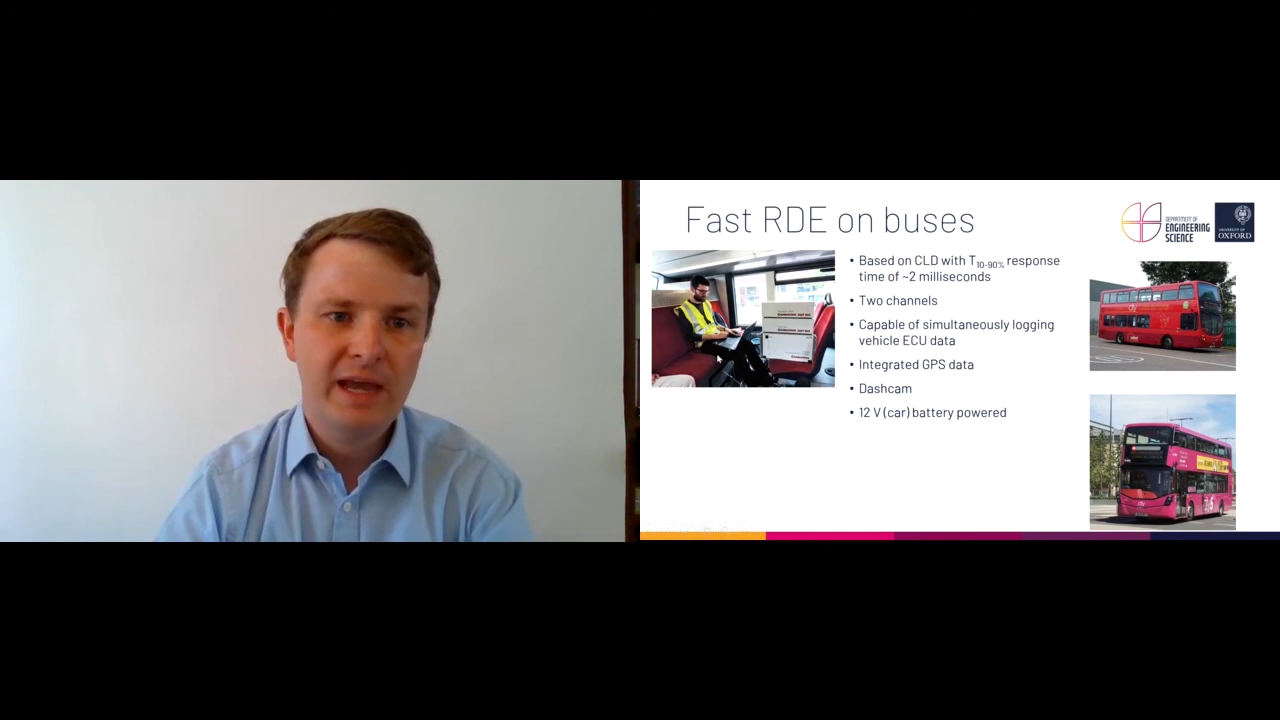 Fast RDE on buses
DEPARTMENT OF
ENGINEERING
SCIENCE
UNIVERSITY OF
OXFORD
• Based on CLD with T10-90% response
time of ~2 milliseconds
• Two channels
• Capable of simultaneously logging
vehicle ECU data
• Integrated GPS data
• Dashcam
• 12 V (car) battery powered